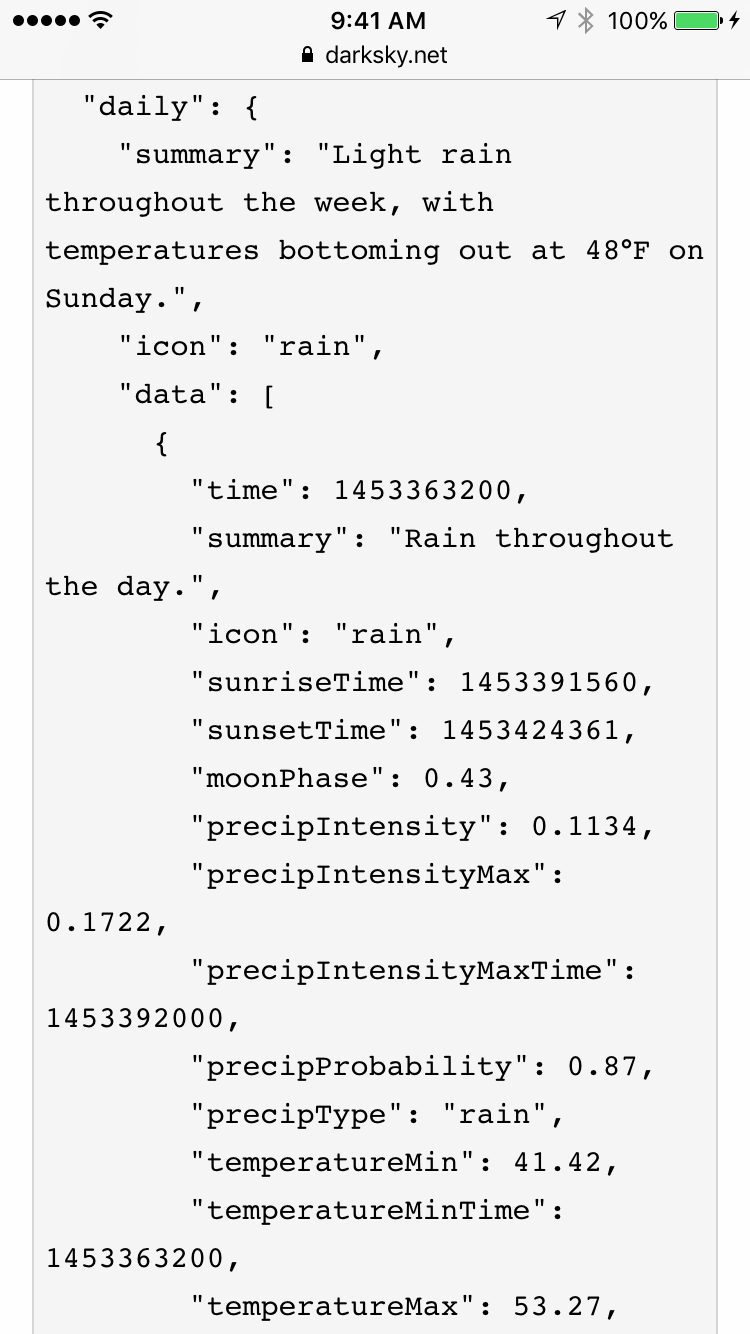 9:41 AM 100%
darksky.net
"daily": {
"summary": "Light rain
throughout the week, with
temperatures bottoming out at 48°F on
Sunday.",
"icon": "rain",
"data": [
{
"time": 1453363200,
"summary": "Rain throughout
the day.",
"icon": "rain",
"sunriseTime": 1453391560,
"sunsetTime": 1453424361,
"moonPhase": 0.43,
"precipIntensity": 0.1134,
"precipIntensityMax":
0.1722,
"precipIntensityMaxTime":
1453392000,
"precipProbability": 0.87,
"precipType": "rain",
"temperatureMin": 41.42,
"temperatureMinTime":
1453363200,
"temperatureMax": 53.27,